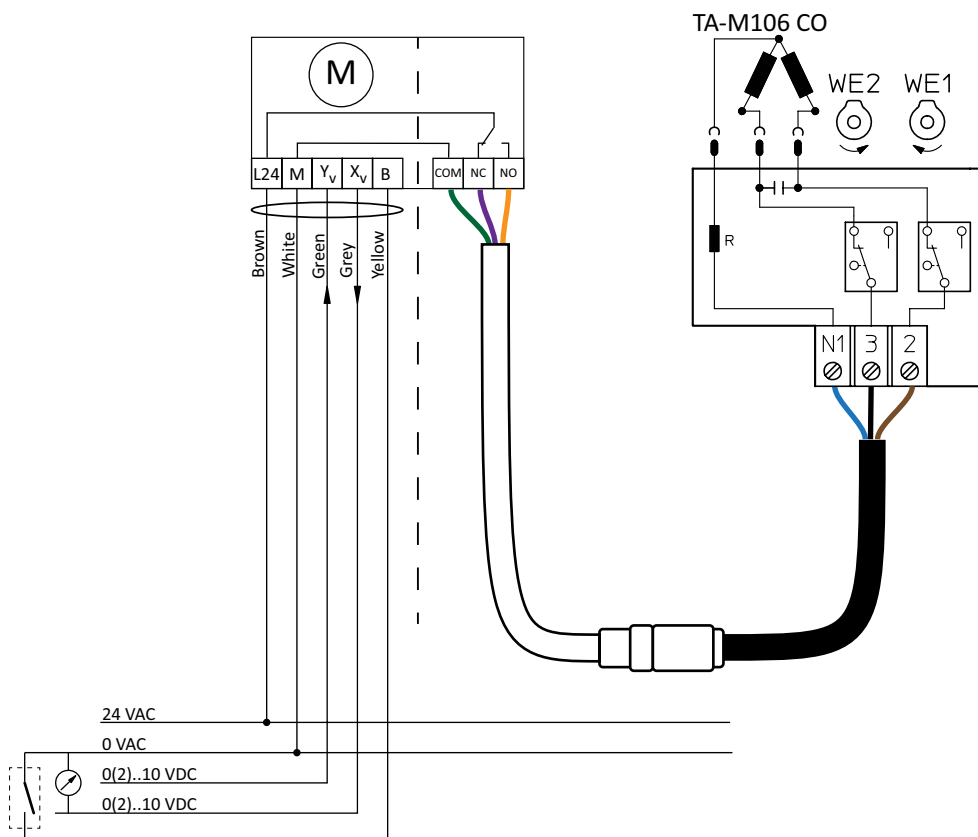 TA-M106 CO
M
WE2 WE1
L24 M Yv Xv B COM NC NO
Brown
White
Green
Grey
Yellow
R
N1 3 2
24 VAC
0 VAC
0(2)..10 VDC
0(2)..10 VDC